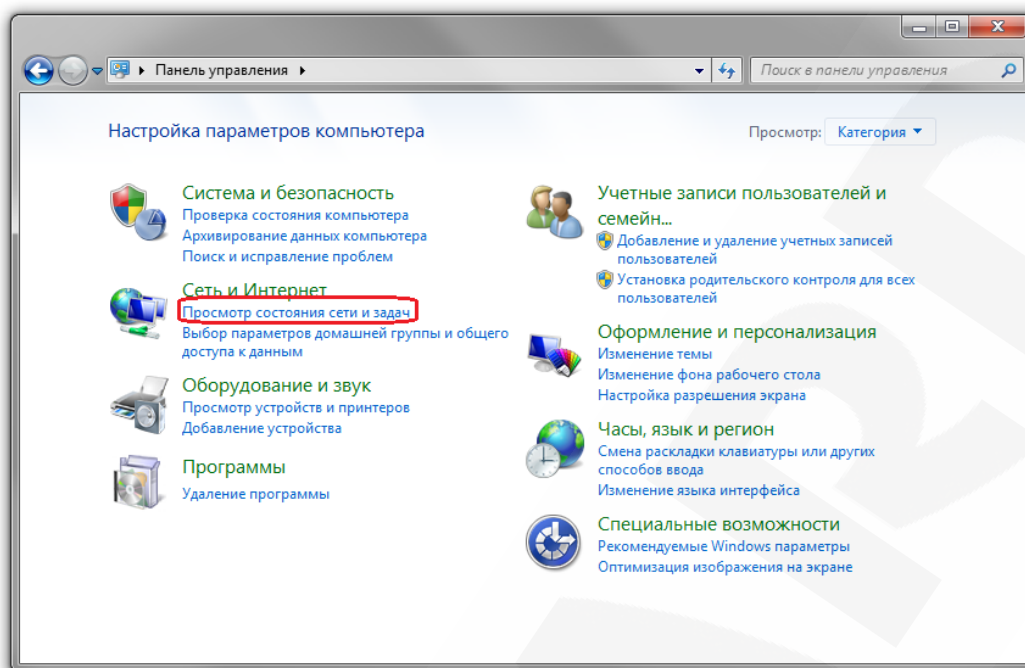 Панель управления
Поиск в панели управления
Настройка параметров компьютера
Просмотр: Категория
Система и безопасность
Проверка состояния компьютера
Архивирование данных компьютера
Поиск и исправление проблем
Сеть и Интернет
Просмотр состояния сети и задач
Выбор параметров домашней группы и общего
доступа к данным
Оборудование и звук
Просмотр устройств и принтеров
Добавление устройства
Программы
Удаление программы
Учетные записи пользователей и
семейн...
Добавление и удаление учетных записей
пользователей
Установка родительского контроля для всех
пользователей
Оформление и персонализация
Изменение темы
Изменение фона рабочего стола
Настройка разрешения экрана
Часы, язык и регион
Смена раскладки клавиатуры или других
способов ввода
Изменение языка интерфейса
Специальные возможности
Рекомендуемые Windows параметры
Оптимизация изображения на экране